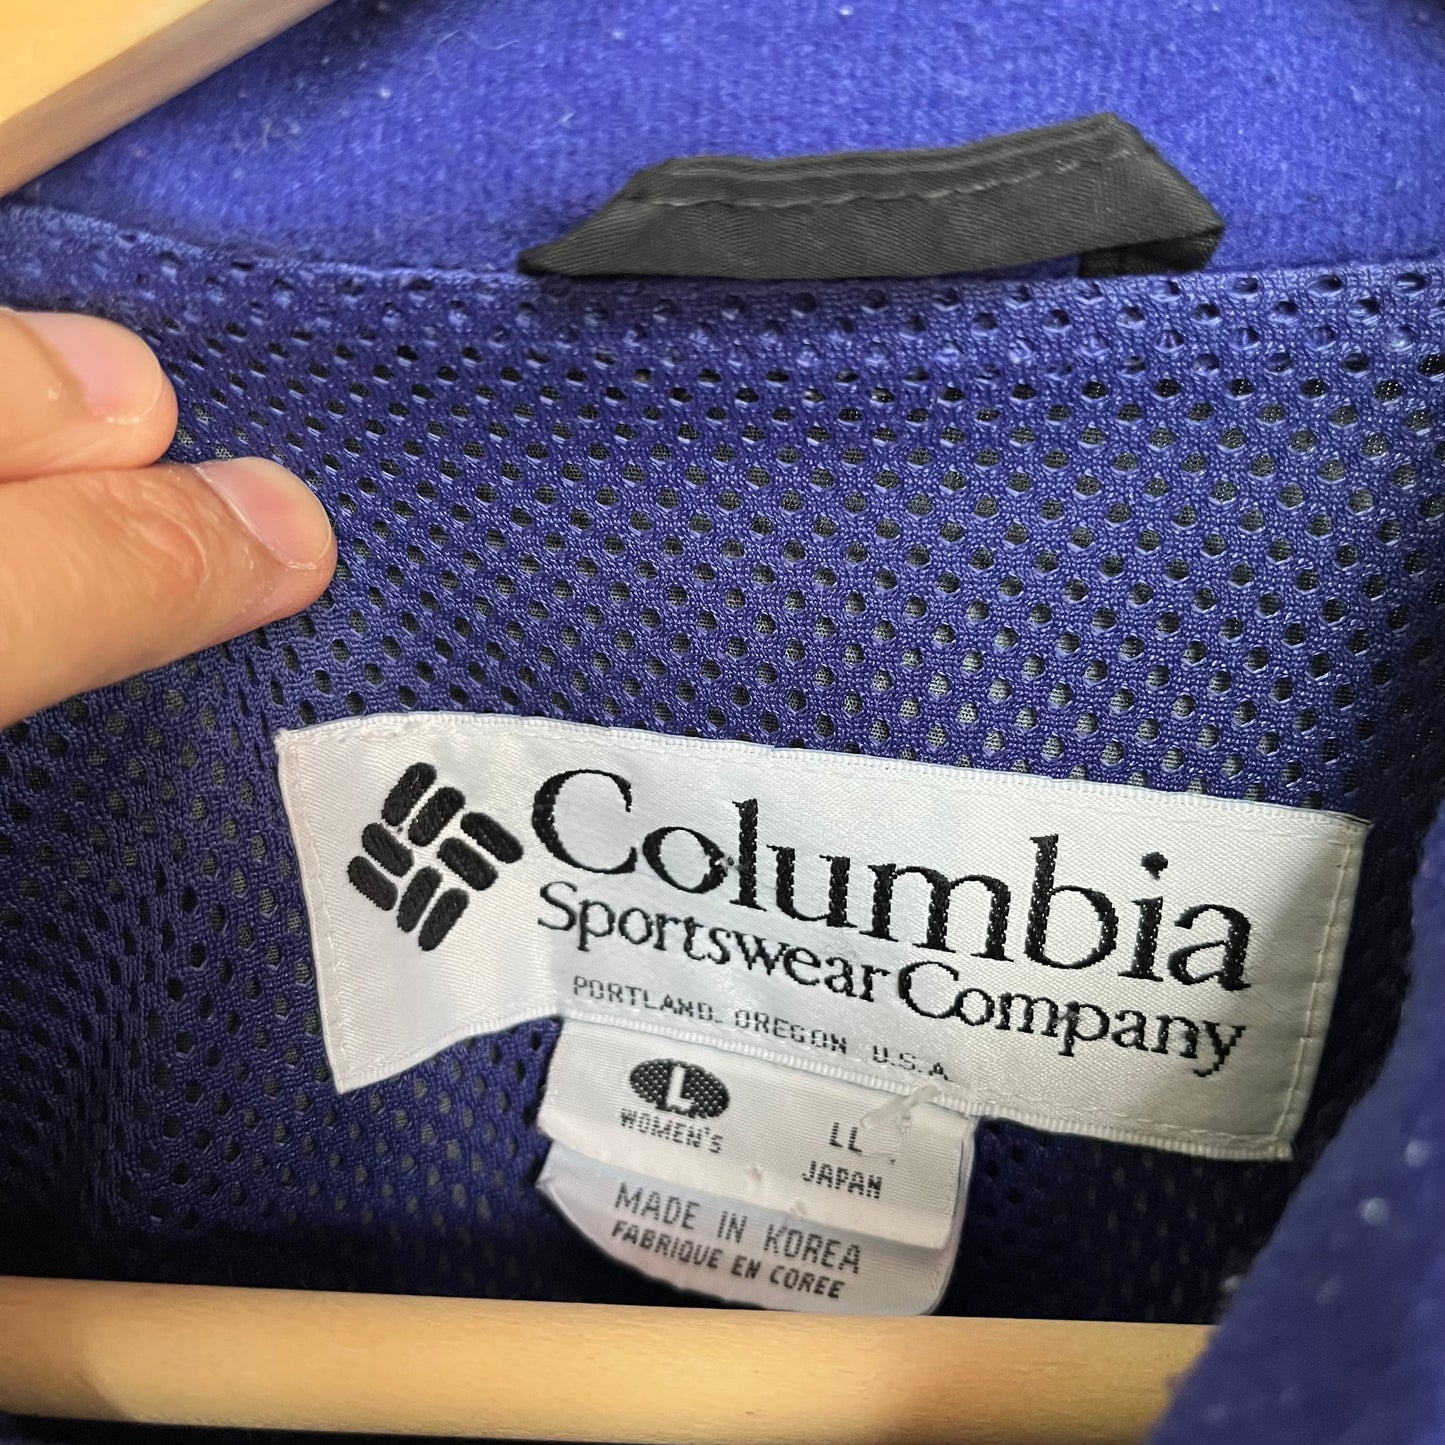 Columbia
Sportswear Company
PORTLAND, OREGON U.S.A.
L
WOMEN'S
LL
JAPAN
MADE IN KOREA
FABRIQUE EN COREE